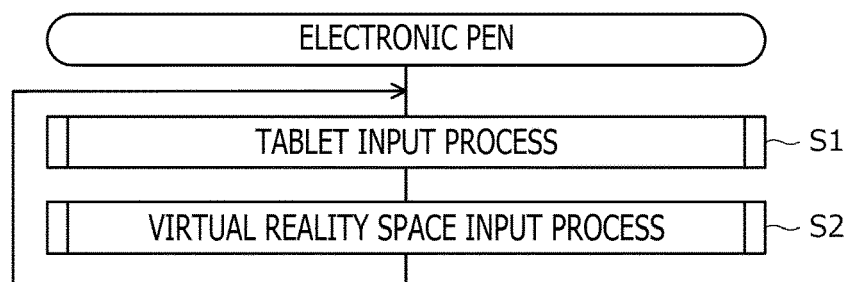 ELECTRONIC PEN
TABLET INPUT PROCESS S1
VIRTUAL REALITY SPACE INPUT PROCESS S2